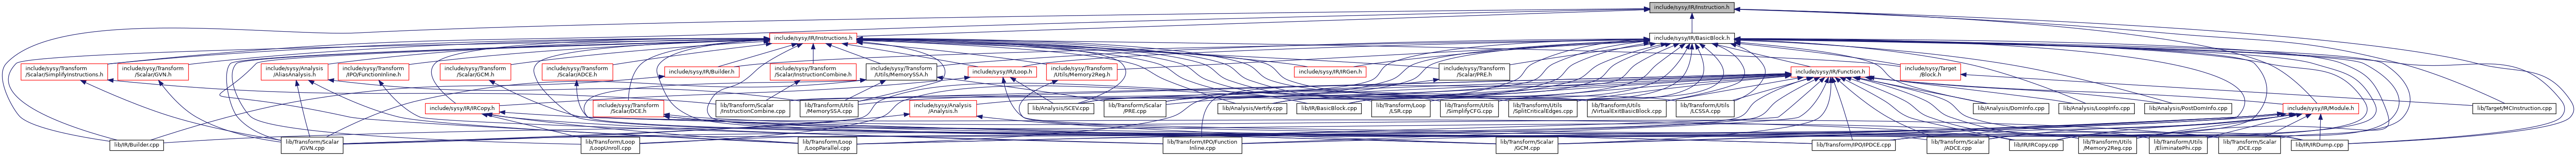 include/sysy/IR/Instruction.h
include/sysy/IR/Instructions.h
include/sysy/IR/BasicBlock.h
include/sysy/Transform
/Scalar/SimplifyInstructions.h
include/sysy/Transform
/Scalar/GVN.h
include/sysy/Analysis
/AliasAnalysis.h
include/sysy/Transform
/IPO/FunctionInline.h
include/sysy/Transform
/Scalar/GCM.h
include/sysy/Transform
/Scalar/ADCE.h
include/sysy/IR/Builder.h
include/sysy/Transform
/Scalar/InstructionCombine.h
include/sysy/Transform
/Utils/MemorySSA.h
include/sysy/IR/Loop.h
include/sysy/Transform
/Utils/Memory2Reg.h
include/sysy/IR/IRGen.h
include/sysy/Transform
/Scalar/PRE.h
include/sysy/IR/Function.h
include/sysy/Target
/Block.h
include/sysy/IR/IRCopy.h
include/sysy/Transform
/Scalar/DCE.h
lib/Transform/Scalar
/InstructionCombine.cpp
lib/Transform/Utils
/MemorySSA.cpp
include/sysy/Analysis
/Analysis.h
lib/Analysis/SCEV.cpp
lib/Transform/Scalar
/PRE.cpp
lib/Analysis/Verify.cpp
lib/IR/BasicBlock.cpp
lib/Transform/Loop
/LSR.cpp
lib/Transform/Utils
/SimplifyCFG.cpp
lib/Transform/Utils
/SplitCriticalEdges.cpp
lib/Transform/Utils
/VirtualExitBasicBlock.cpp
lib/Transform/Utils
/LCSSA.cpp
lib/Analysis/DomInfo.cpp
lib/Analysis/LoopInfo.cpp
lib/Analysis/PostDomInfo.cpp
include/sysy/IR/Module.h
lib/Target/MCInstruction.cpp
lib/IR/Builder.cpp
lib/Transform/Scalar
/GVN.cpp
lib/Transform/Loop
/LoopUnroll.cpp
lib/Transform/Loop
/LoopParallel.cpp
lib/Transform/IPO/Function
Inline.cpp
lib/Transform/Scalar
/GCM.cpp
lib/Transform/IPO/IPDCE.cpp
lib/Transform/Scalar
/ADCE.cpp
lib/IR/IRCopy.cpp
lib/Transform/Utils
/Memory2Reg.cpp
lib/Transform/Utils
/EliminatePhi.cpp
lib/Transform/Scalar
/DCE.cpp
lib/IR/IRDump.cpp